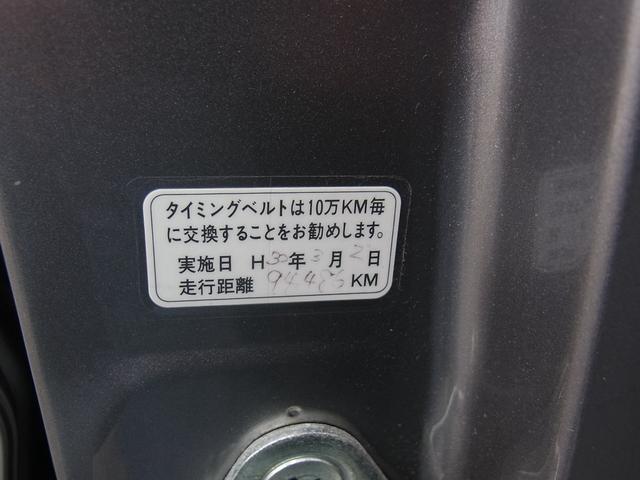 タイミングベルトは10万KM毎
に交換することをお勧めします。
実施日 H30年3月2日
走行距離 94,486KM